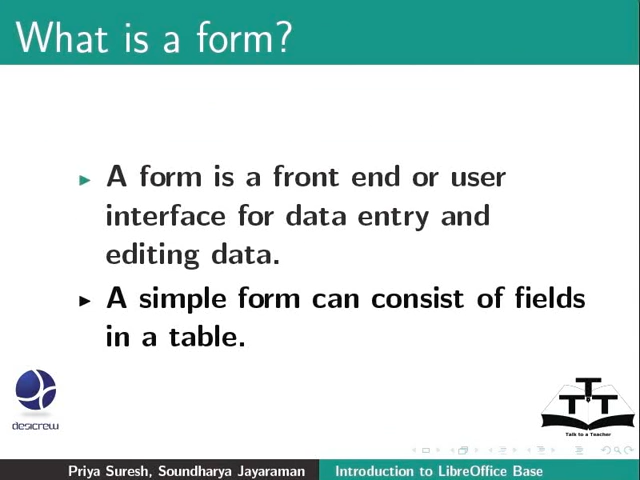 What is a form?
A form is a front end or user
interface for data entry and
editing data.
A simple form can consist of fields
in a table.
desicrew
T
T T
Talk to a Teacher
Priya Suresh, Soundharya Jayaraman
Introduction to LibreOffice Base